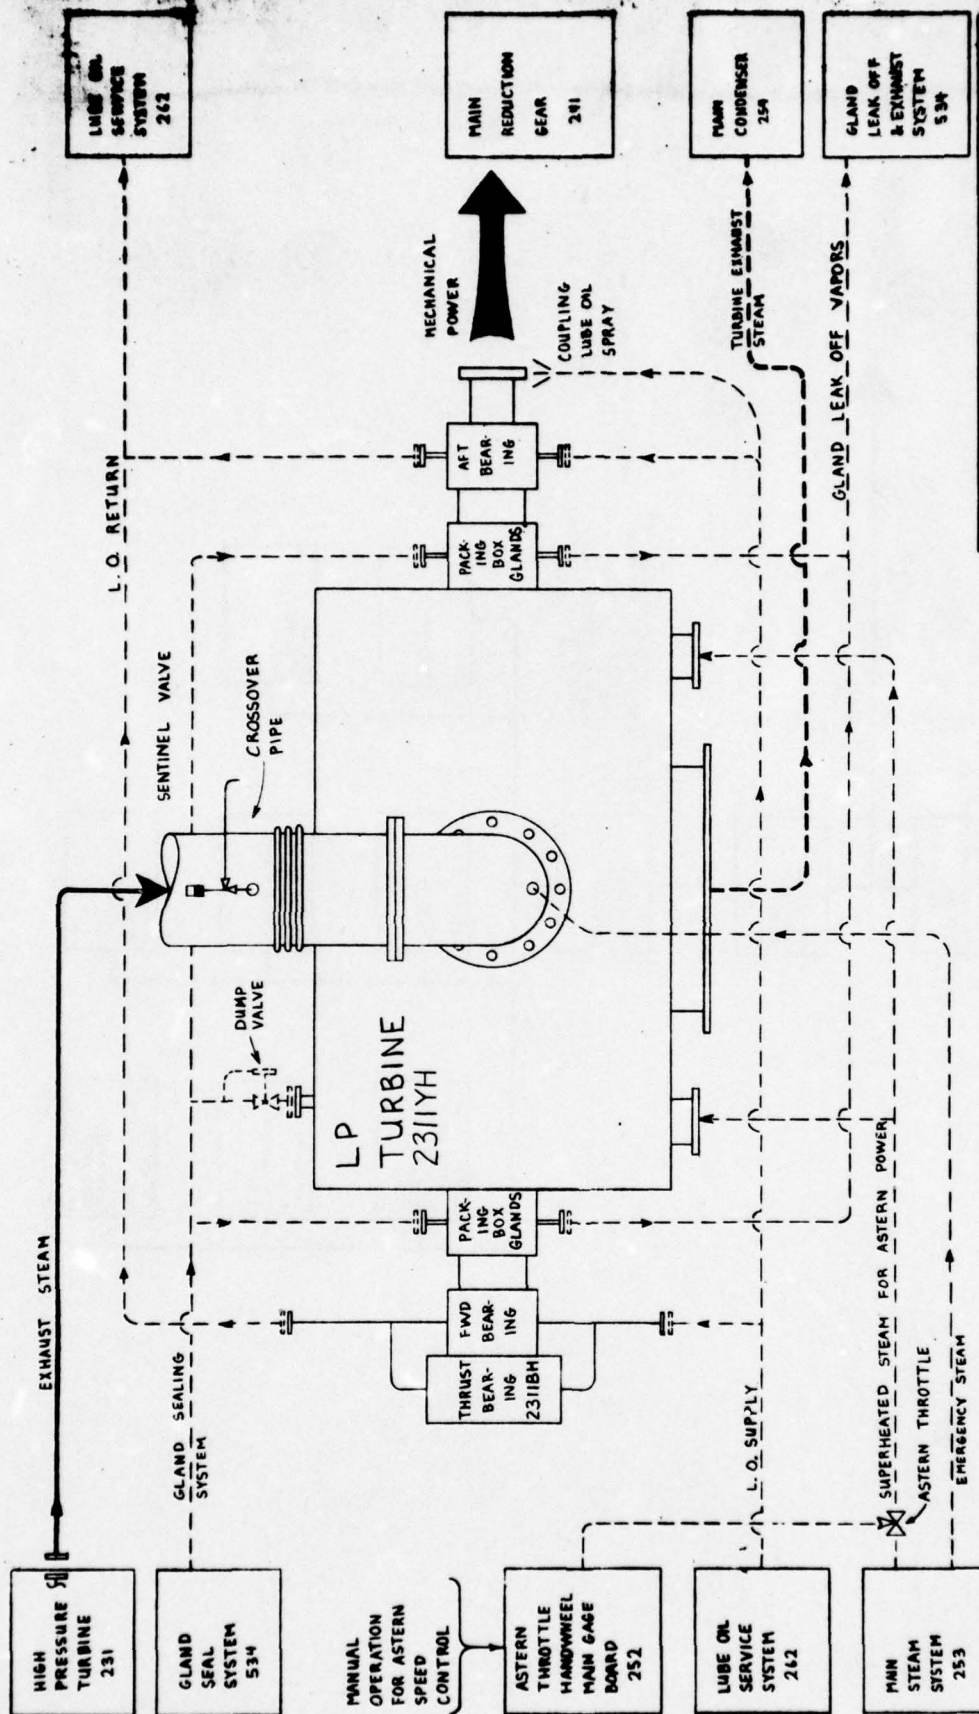 HIGH
PRESSURE
TURBINE
231
GLAND
SEAL
SYSTEM
534
MANUAL
OPERATION
FOR ASTERN
SPEED
CONTROL
ASTERN
THROTTLE
HANDWHEEL
MAIN GAGE
BOARD
252
LUBE OIL
SERVICE
SYSTEM
262
MAIN
STEAM
SYSTEM
253
EXHAUST STEAM
GLAND SEALING
SYSTEM
L.O. SUPPLY
SUPERHEATED STEAM FOR ASTERN POWER
ASTERN THROTTLE
EMERGENCY STEAM
THRUST
BEAR-
ING
2311BH
FWD
BEAR-
ING
PACK-
ING
BOX
GLANDS
DUMP
VALVE
LP
TURBINE
2311YH
SENTINEL VALVE
CROSSOVER
PIPE
L.O. RETURN
PACK-
ING
BOX
GLANDS
AFT
BEAR-
ING
COUPLING
LUBE OIL
SPRAY
MECHANICAL
POWER
TURBINE EXHAUST
STEAM
GLAND LEAK OFF VAPORS
LUBE OIL
SERVICE
SYSTEM
262
MAIN
REDUCTION
GEAR
241
MAIN
CONDENSER
254
GLAND
LEAK OFF
& EXHAUST
SYSTEM
534